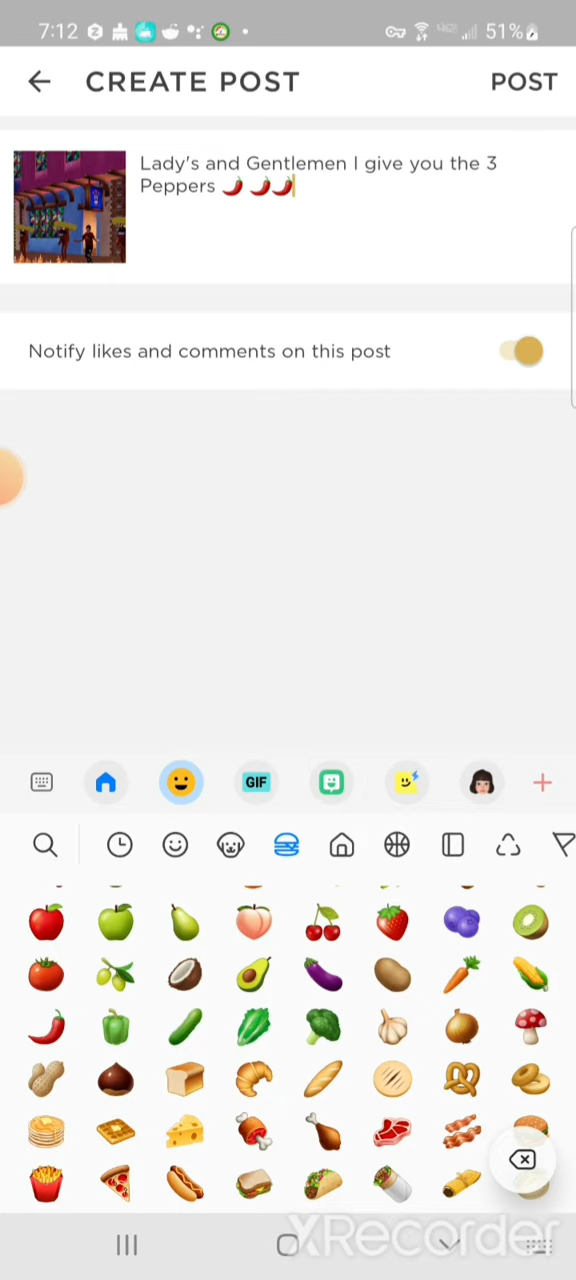 7:12
51%
CREATE POST
POST
Lady's and Gentlemen I give you the 3
Peppers 🌶️ 🌶️🌶️
Notify likes and comments on this post
GIF
XRecorder